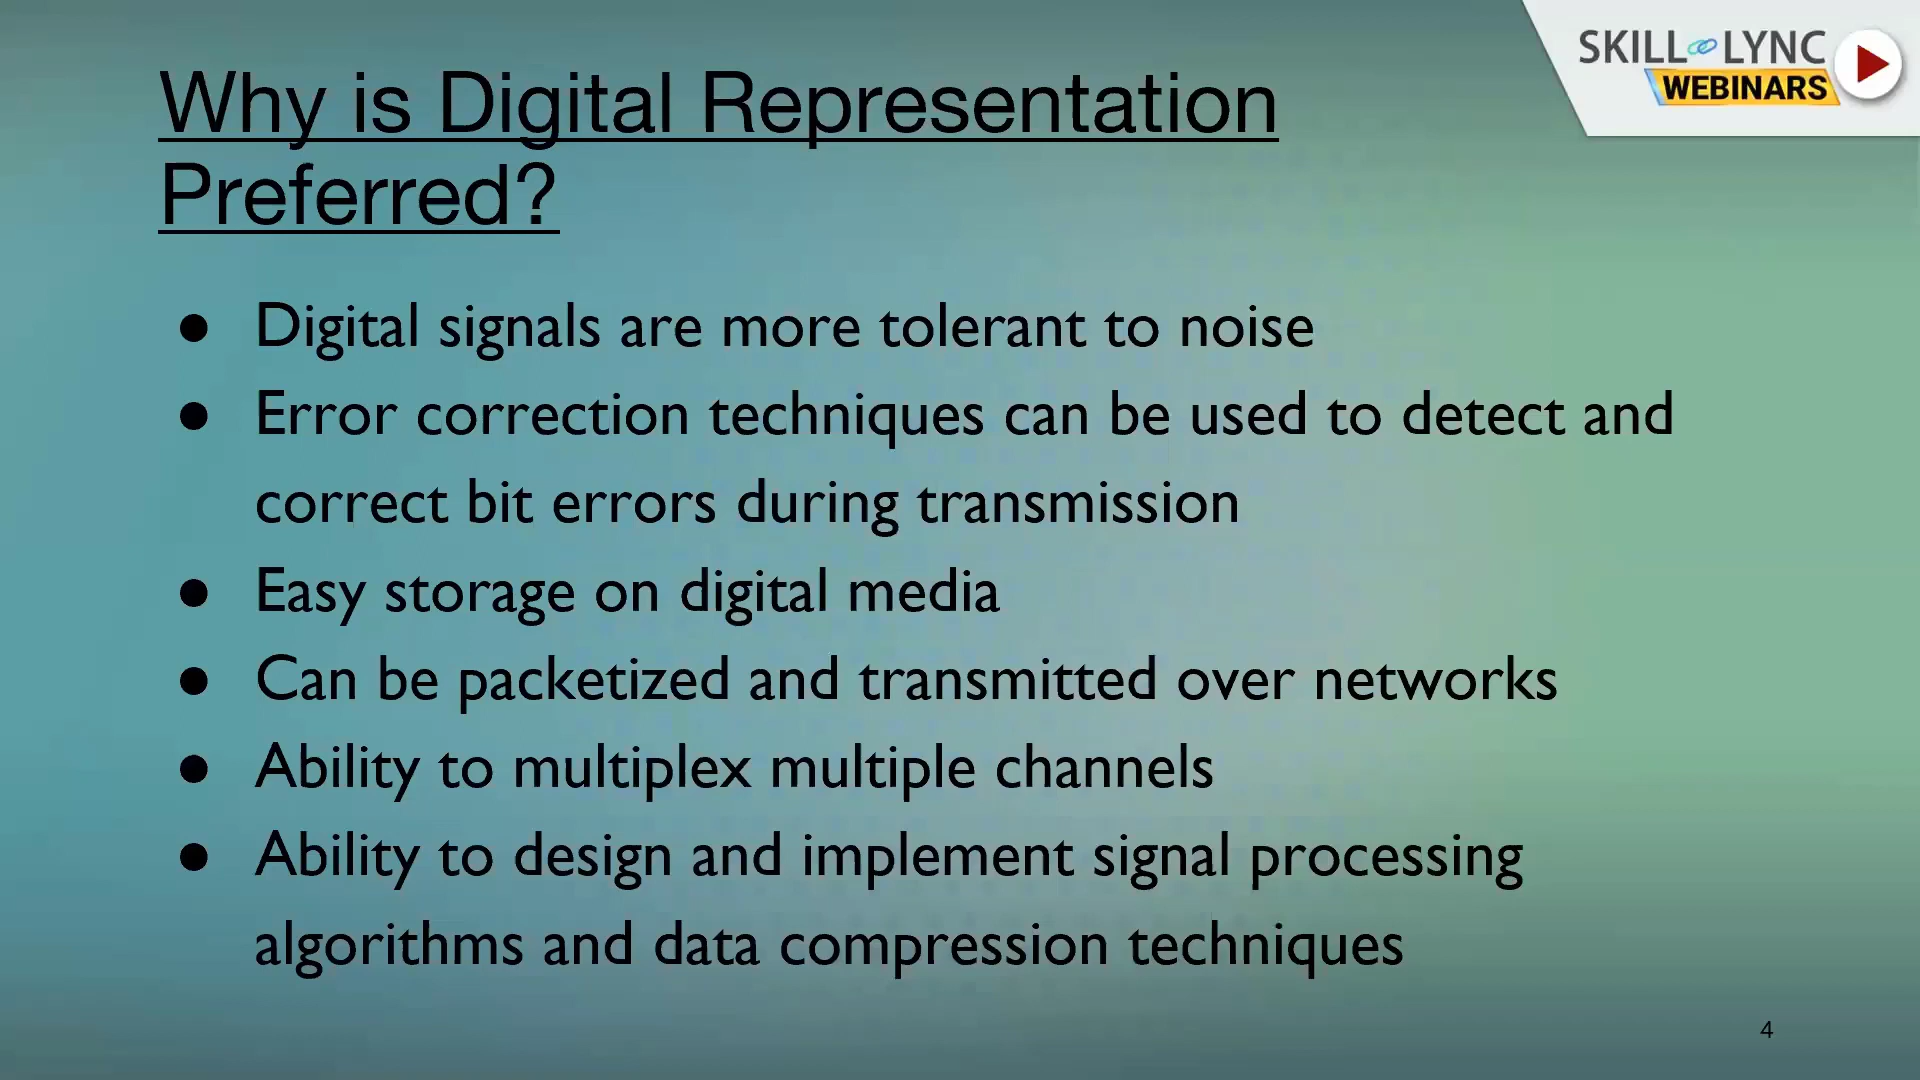 SKILL LYNC
WEBINARS
Why is Digital Representation
Preferred?
● Digital signals are more tolerant to noise
● Error correction techniques can be used to detect and
correct bit errors during transmission
● Easy storage on digital media
● Can be packetized and transmitted over networks
● Ability to multiplex multiple channels
● Ability to design and implement signal processing
algorithms and data compression techniques
4